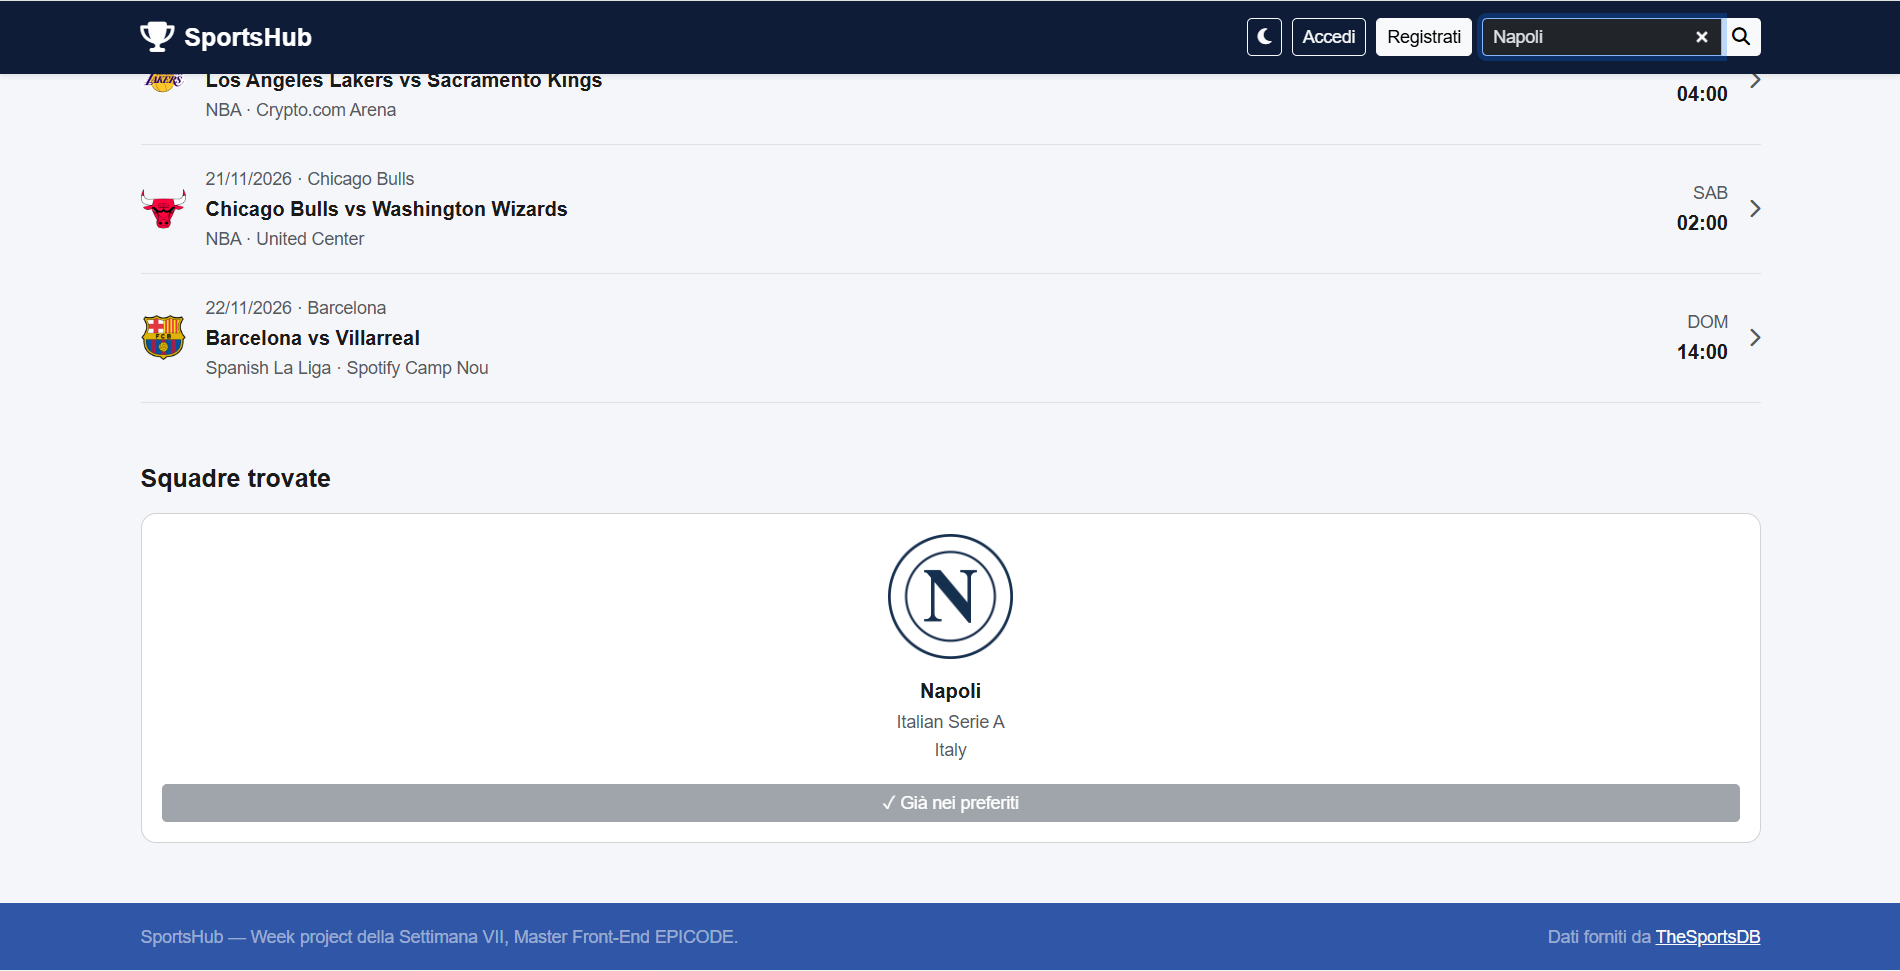 SportsHub
Accedi
Registrati
Napoli
LAKERS
Los Angeles Lakers vs Sacramento Kings
NBA · Crypto.com Arena
04:00
21/11/2026 · Chicago Bulls
Chicago Bulls vs Washington Wizards
NBA · United Center
SAB
02:00
22/11/2026 · Barcelona
Barcelona vs Villarreal
Spanish La Liga · Spotify Camp Nou
FCB
DOM
14:00
Squadre trovate
N
Napoli
Italian Serie A
Italy
✓ Già nei preferiti
SportsHub — Week project della Settimana VII, Master Front-End EPICODE.
Dati forniti da TheSportsDB